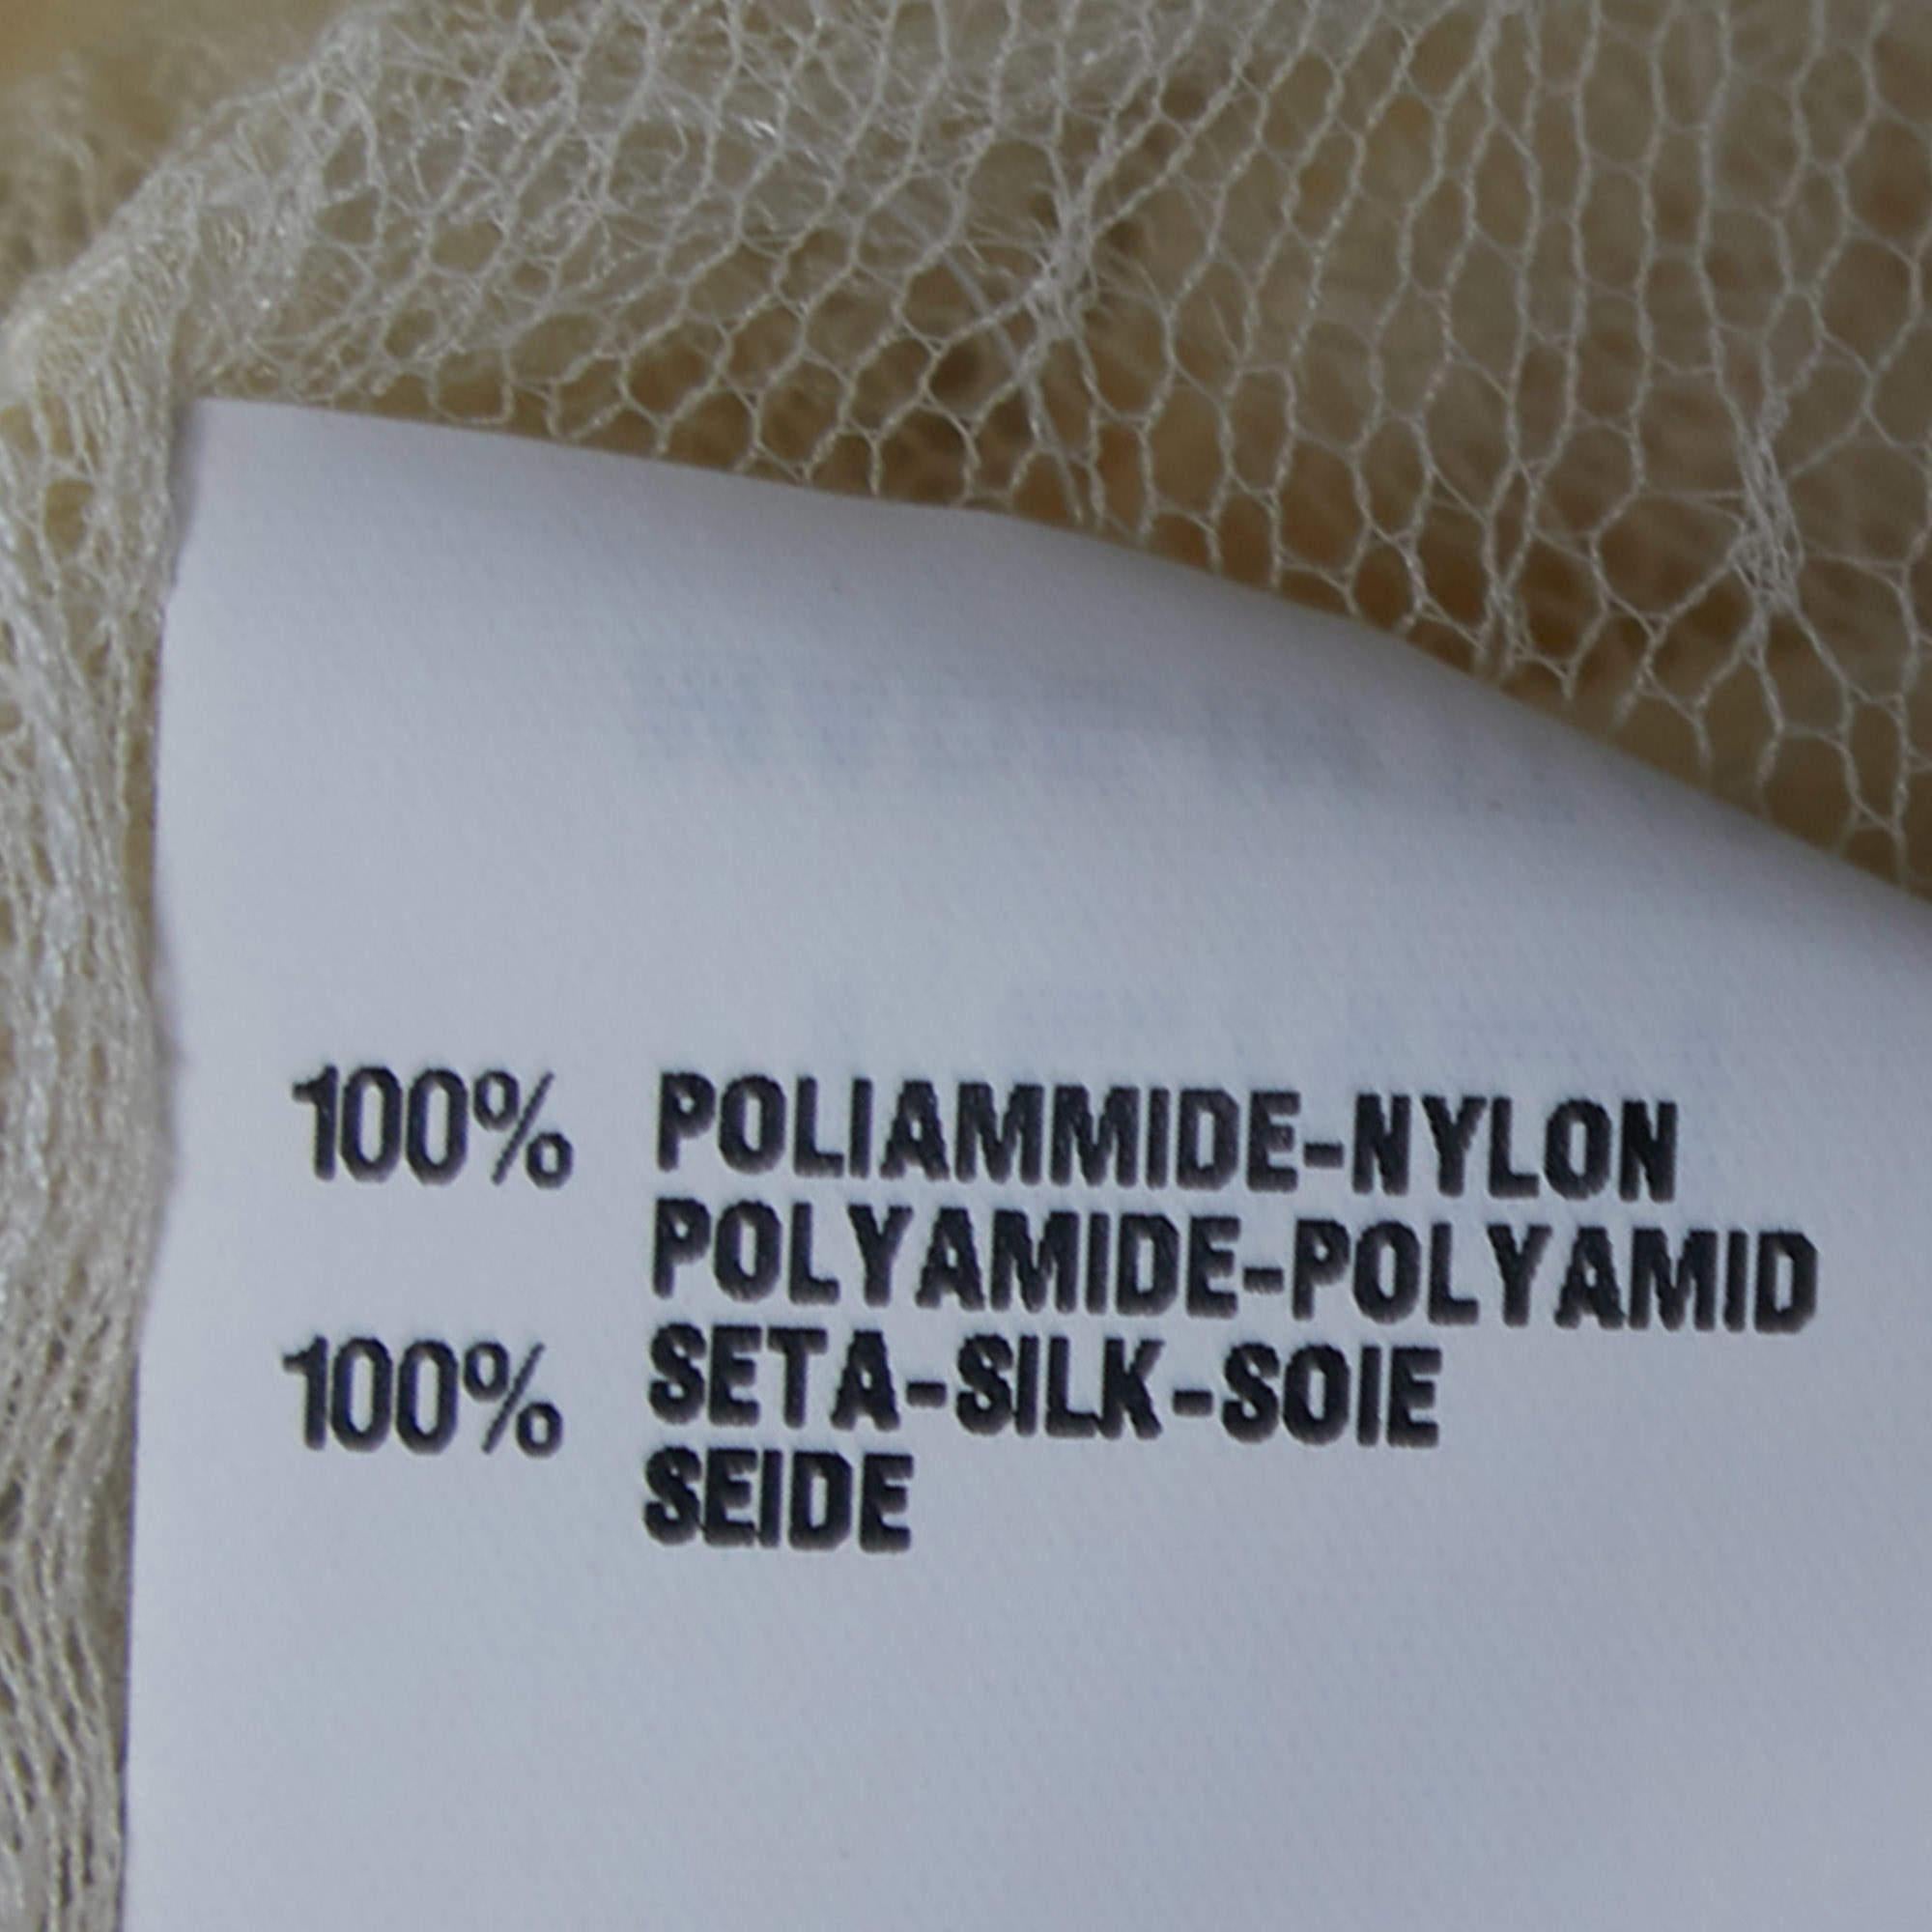 100% POLIAMMIDE-NYLON
POLYAMIDE-POLYAMID
100% SETA-SILK-SOIE
SEIDE